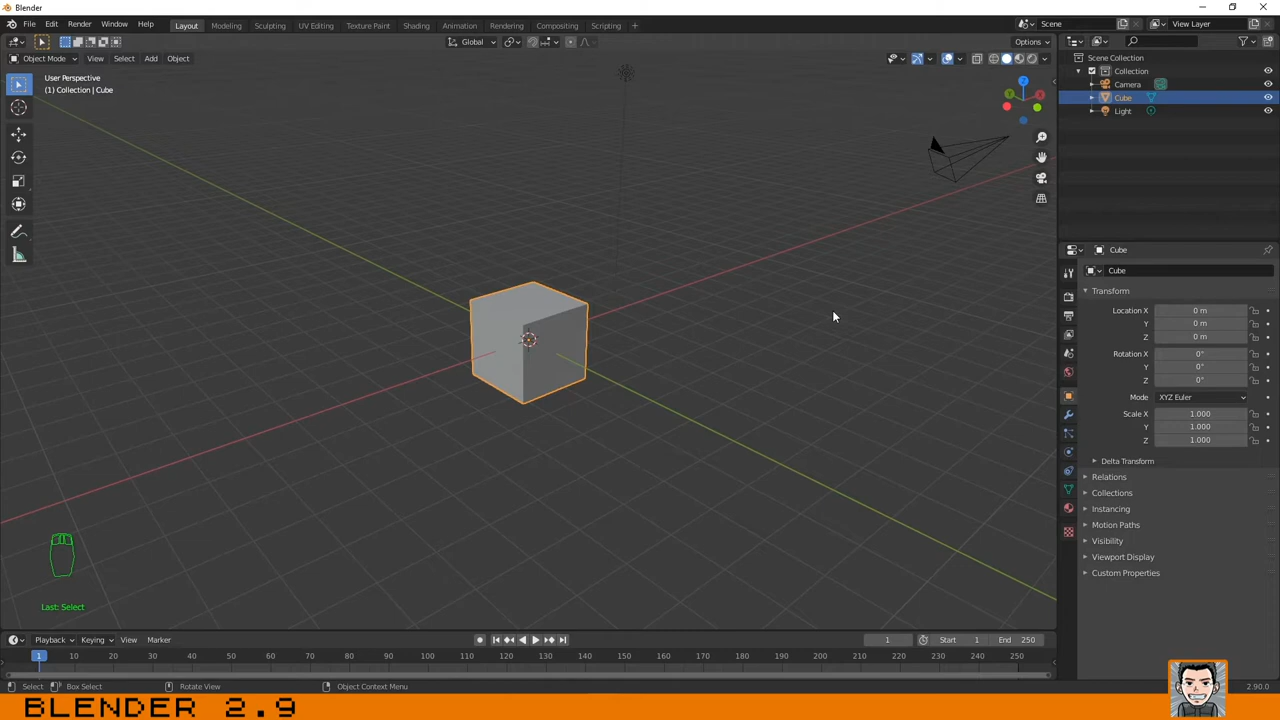 Blender
File Edit Render Window Help Layout Modeling Sculpting UV Editing Texture Paint Shading Animation Rendering Compositing Scripting + Scene View Layer
Global Options
Object Mode View Select Add Object
User Perspective
(1) Collection | Cube
Z
Y X
Scene Collection
Collection
Camera
Cube
Light
Cube
Cube
Transform
Location X 0 m
Y 0 m
Z 0 m
Rotation X 0°
Y 0°
Z 0°
Mode XYZ Euler
Scale X 1.000
Y 1.000
Z 1.000
Delta Transform
Relations
Collections
Instancing
Motion Paths
Visibility
Viewport Display
Custom Properties
Last: Select
Playback Keying View Marker 1 Start 1 End 250
1 10 20 30 40 50 60 70 80 90 100 110 120 130 140 150 160 170 180 190 200 210 220 230 240 250
Select Box Select Rotate View Object Context Menu 2.90.0
BLENDER 2.9